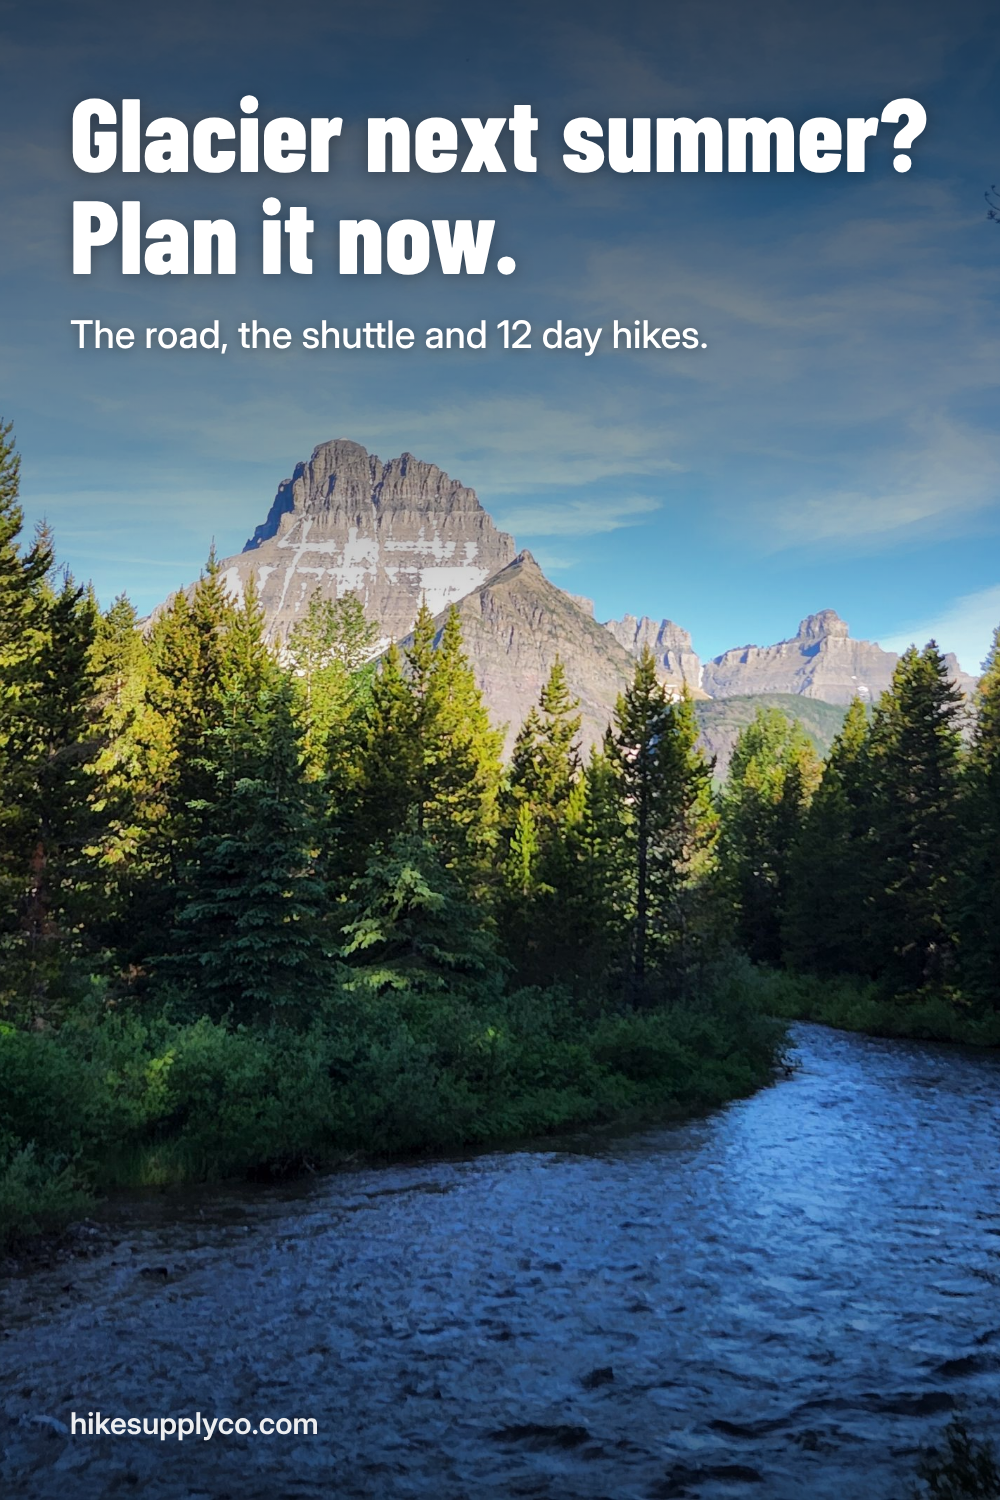 Glacier next summer?
Plan it now.
The road, the shuttle and 12 day hikes.
hikesupplyco.com